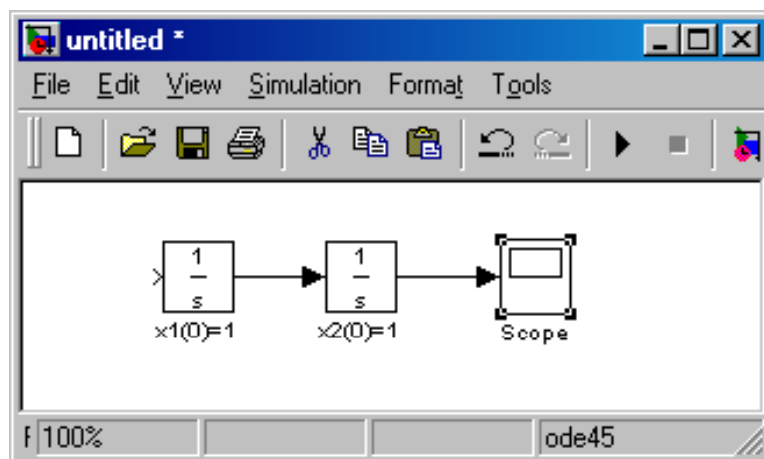 untitled *
File Edit View Simulation Format Tools
1 1
s s
x1(0)=1 x2(0)=1 Scope
F 100% ode45